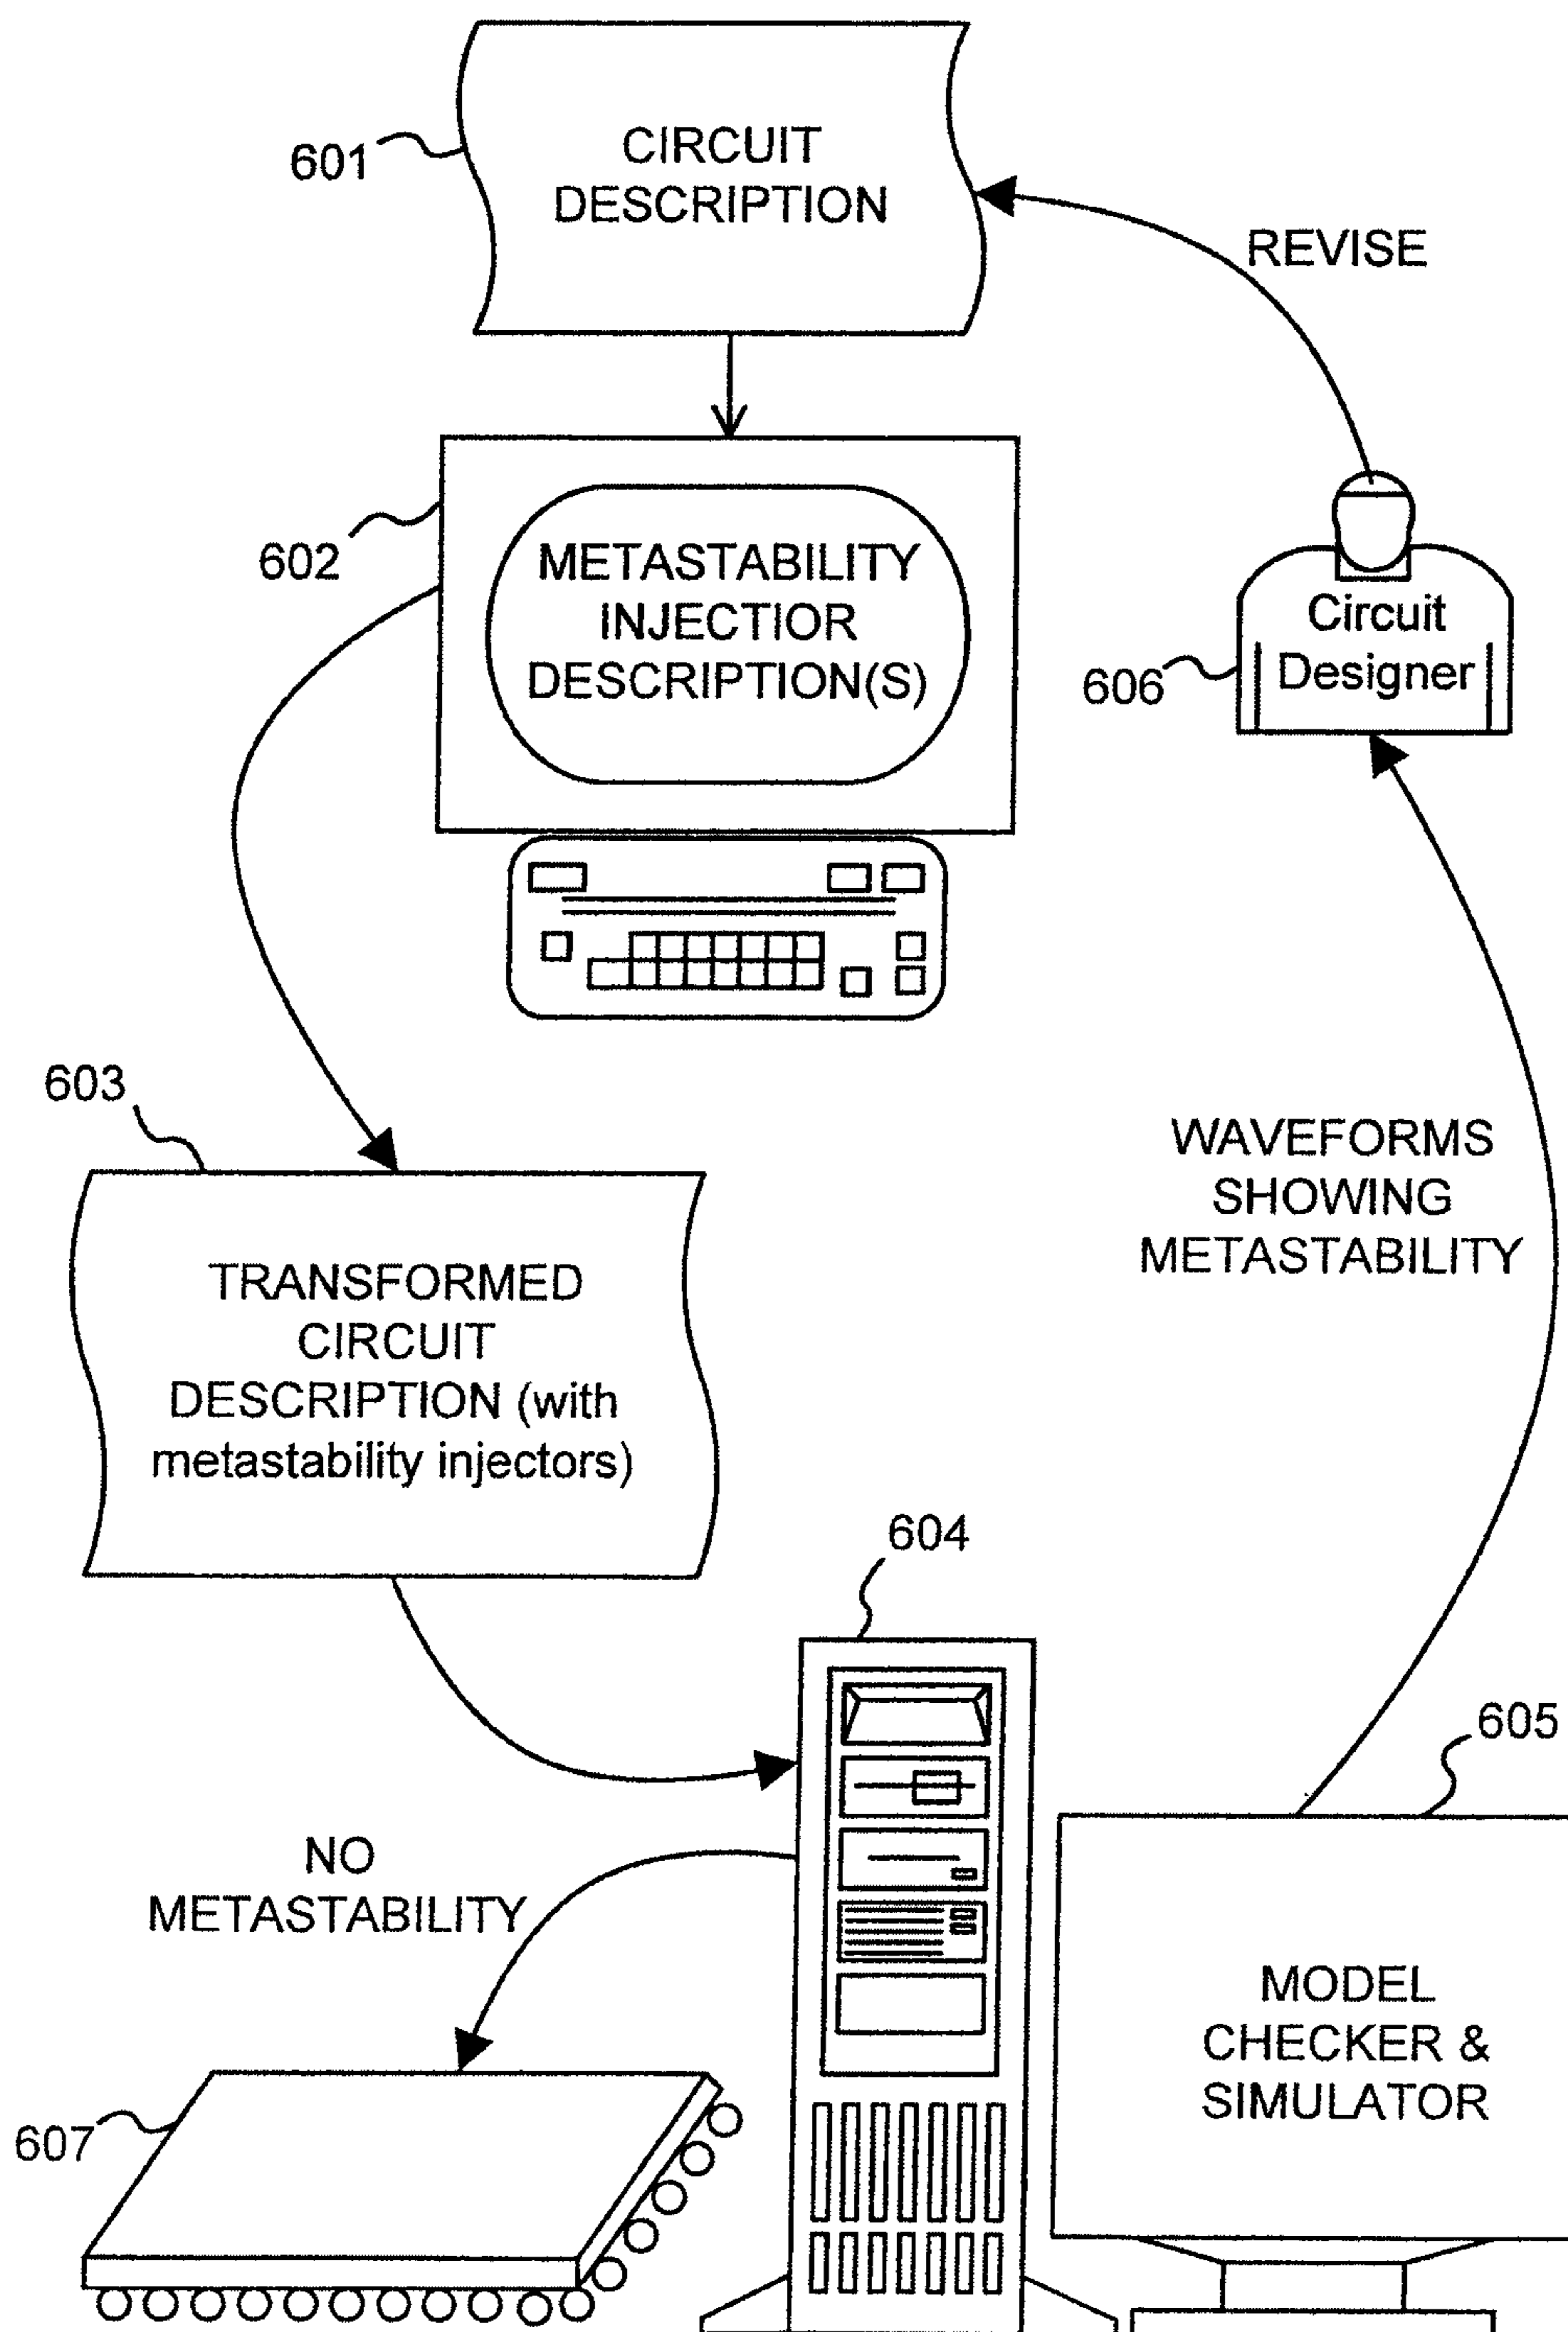 601
CIRCUIT
DESCRIPTION
REVISE
602
METASTABILITY
INJECTIOR
DESCRIPTION(S)
Circuit
Designer
606
603
TRANSFORMED
CIRCUIT
DESCRIPTION (with
metastability injectors)
WAVEFORMS
SHOWING
METASTABILITY
604
605
NO
METASTABILITY
MODEL
CHECKER &
SIMULATOR
607